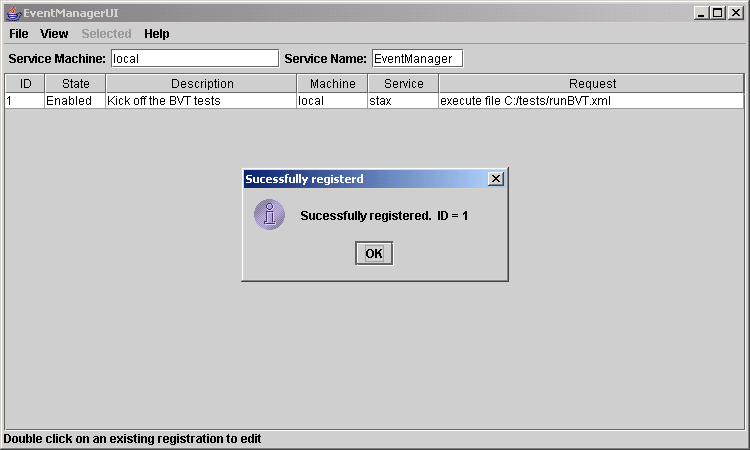 EventManagerUI
File View Selected Help
Service Machine: local Service Name: EventManager
ID State Description Machine Service Request
1 Enabled Kick off the BVT tests local stax execute file C:/tests/runBVT.xml
Sucessfully registerd
Sucessfully registered. ID = 1
OK
Double click on an existing registration to edit